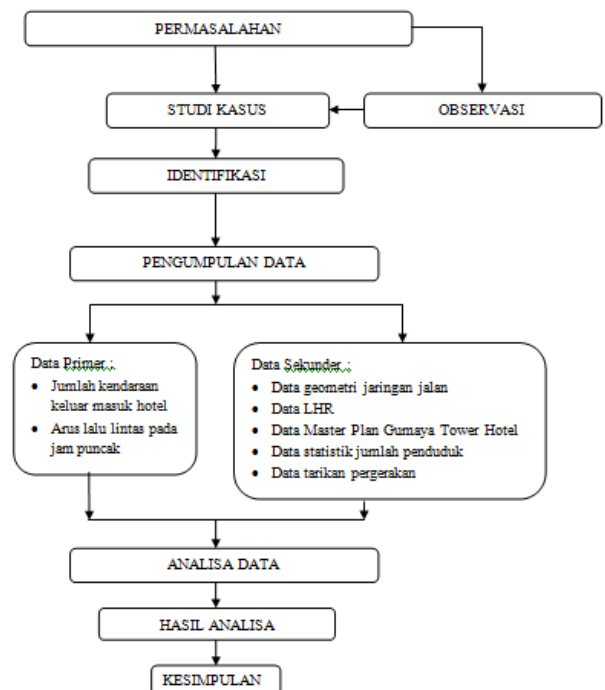 PERMASALAHAN
STUDI KASUS
OBSERVASI
IDENTIFIKASI
PENGUMPULAN DATA
Data Primer :
• Jumlah kendaraan
keluar masuk hotel
• Arus lalu lintas pada
jam puncak
Data Sekunder :
• Data geometri jaringan jalan
• Data LHR
• Data Master Plan Gumaya Tower Hotel
• Data statistik jumlah penduduk
• Data tarikan pergerakan
ANALISA DATA
HASIL ANALISA
KESIMPULAN